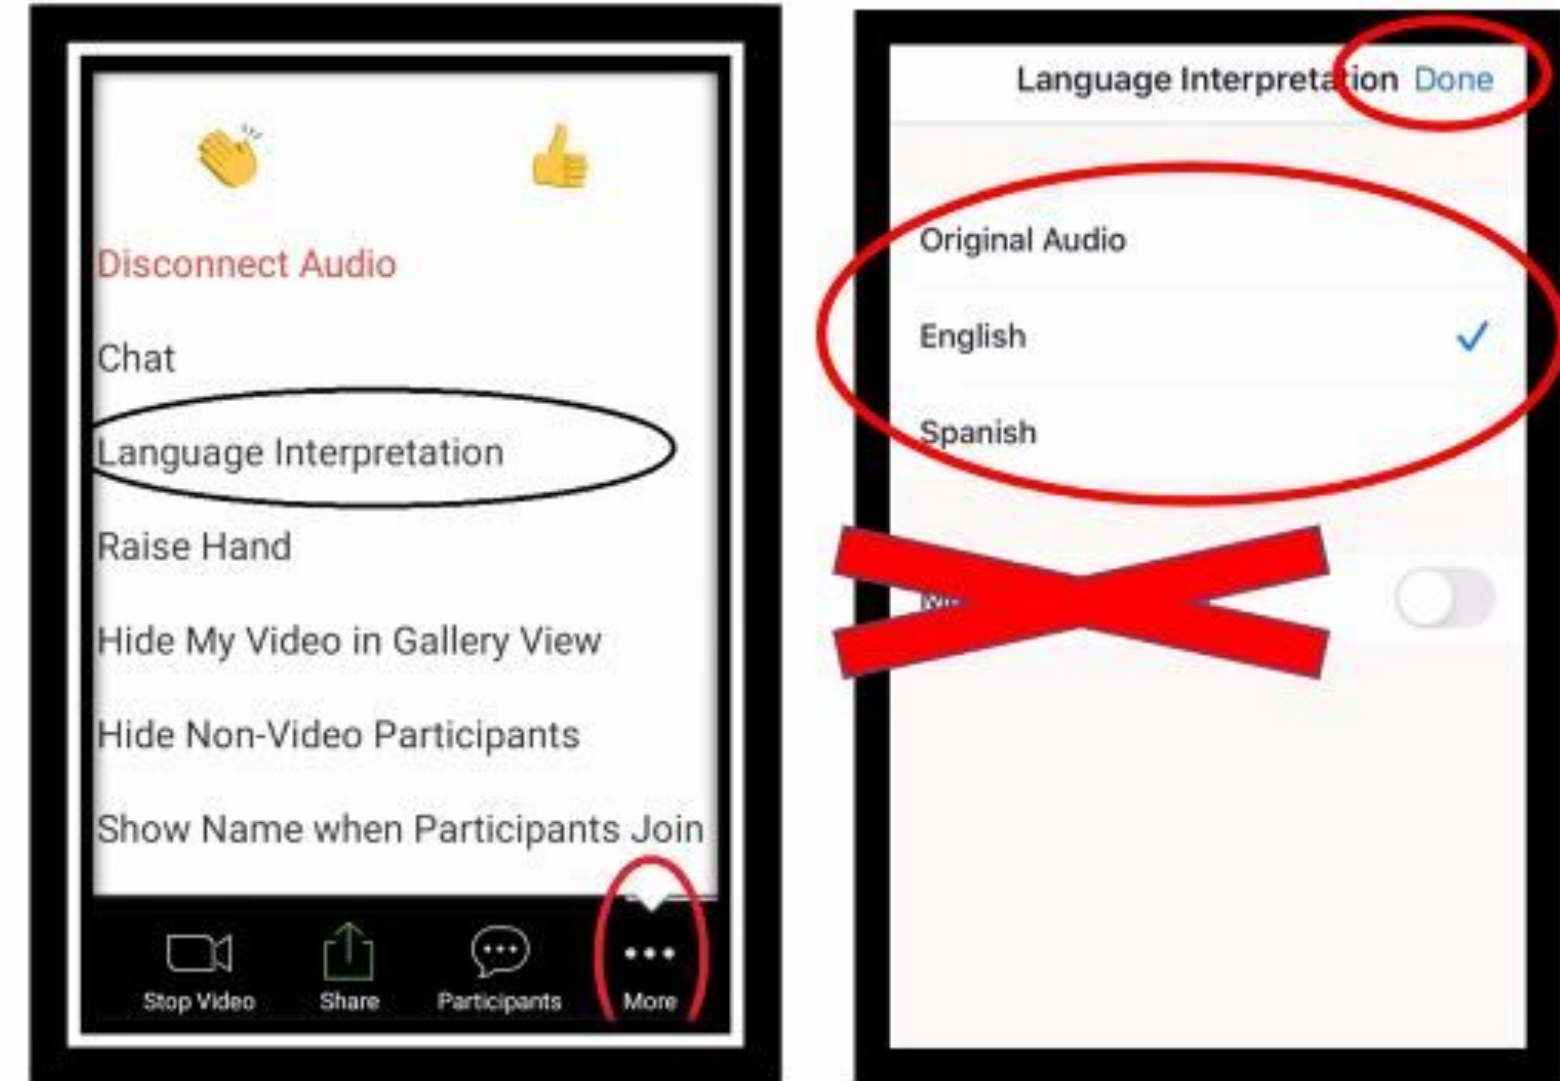 Disconnect Audio
Chat
Language Interpretation
Raise Hand
Hide My Video in Gallery View
Hide Non-Video Participants
Show Name when Participants Join
Stop Video
Share
Participants
More
Language Interpretation Done
Original Audio
English
Spanish